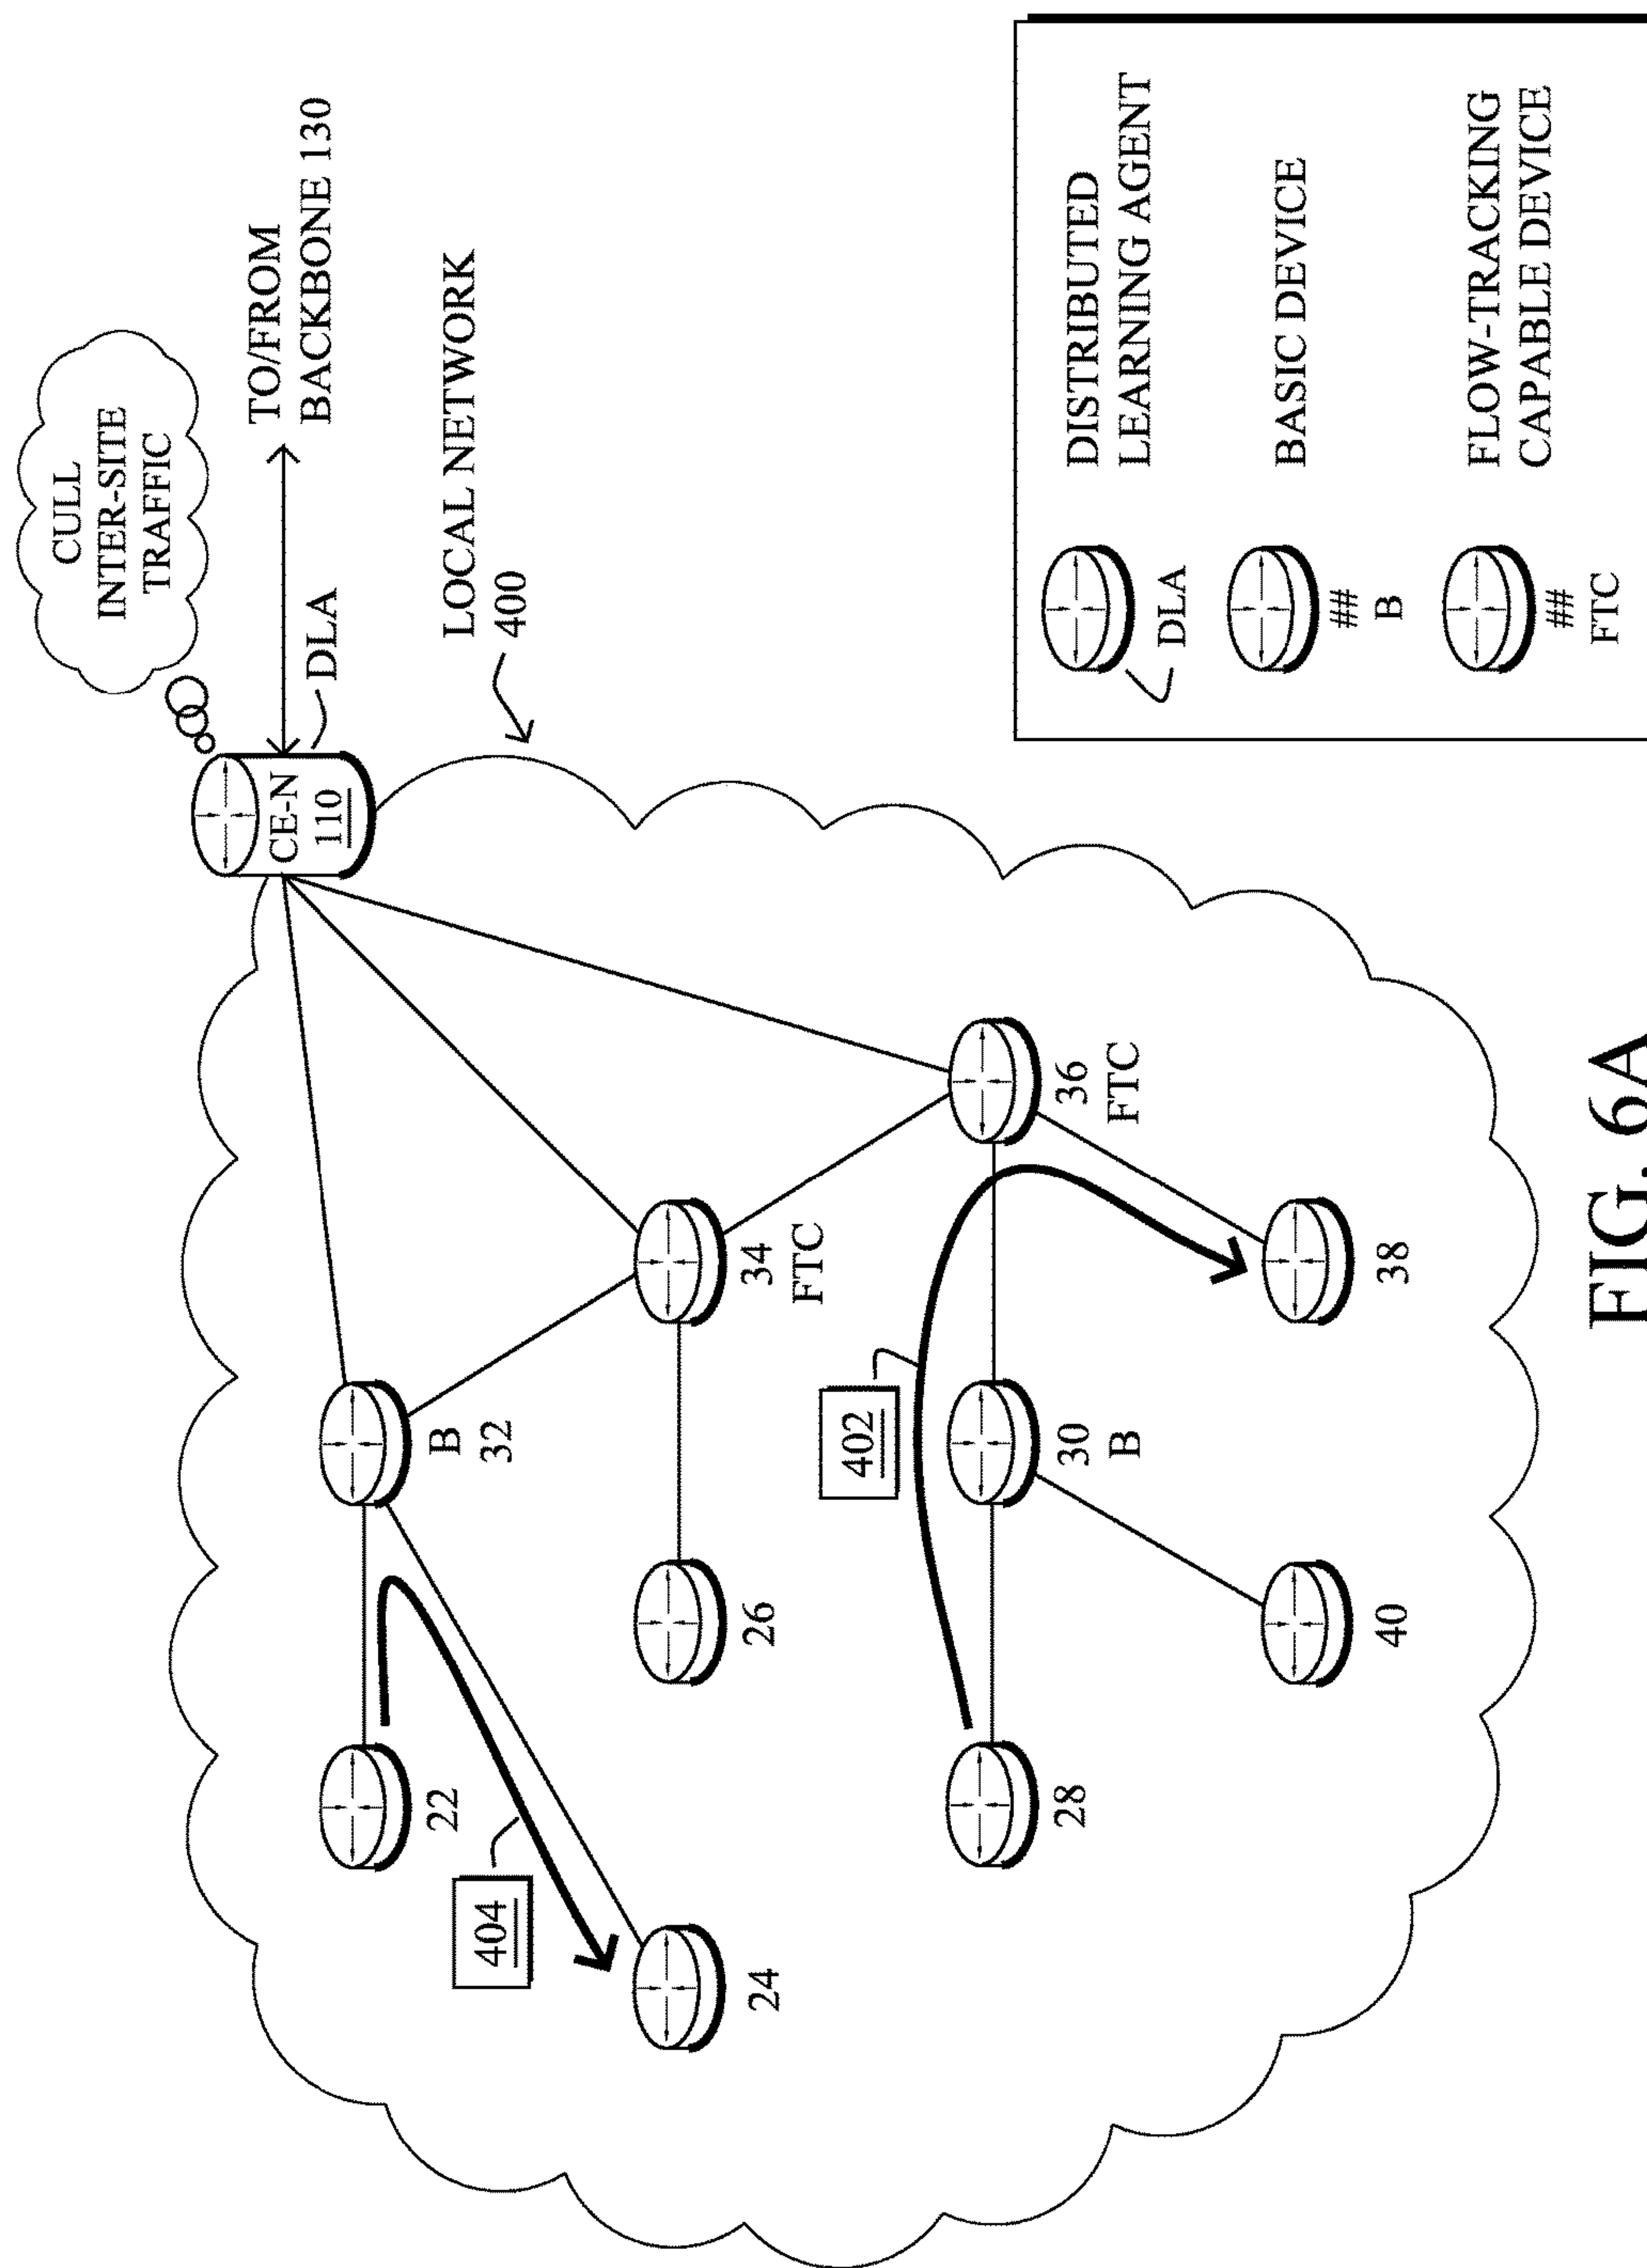 CULL
INTER-SITE
TRAFFIC
TO/FROM
BACKBONE 130
CE-N
110
DLA
LOCAL NETWORK
400
B
32
22
404
24
34
FTC
26
402
36
FTC
30
B
28
38
40
DLA
DISTRIBUTED
LEARNING AGENT
##
B
BASIC DEVICE
##
FTC
FLOW-TRACKING
CAPABLE DEVICE
FIG. 6A